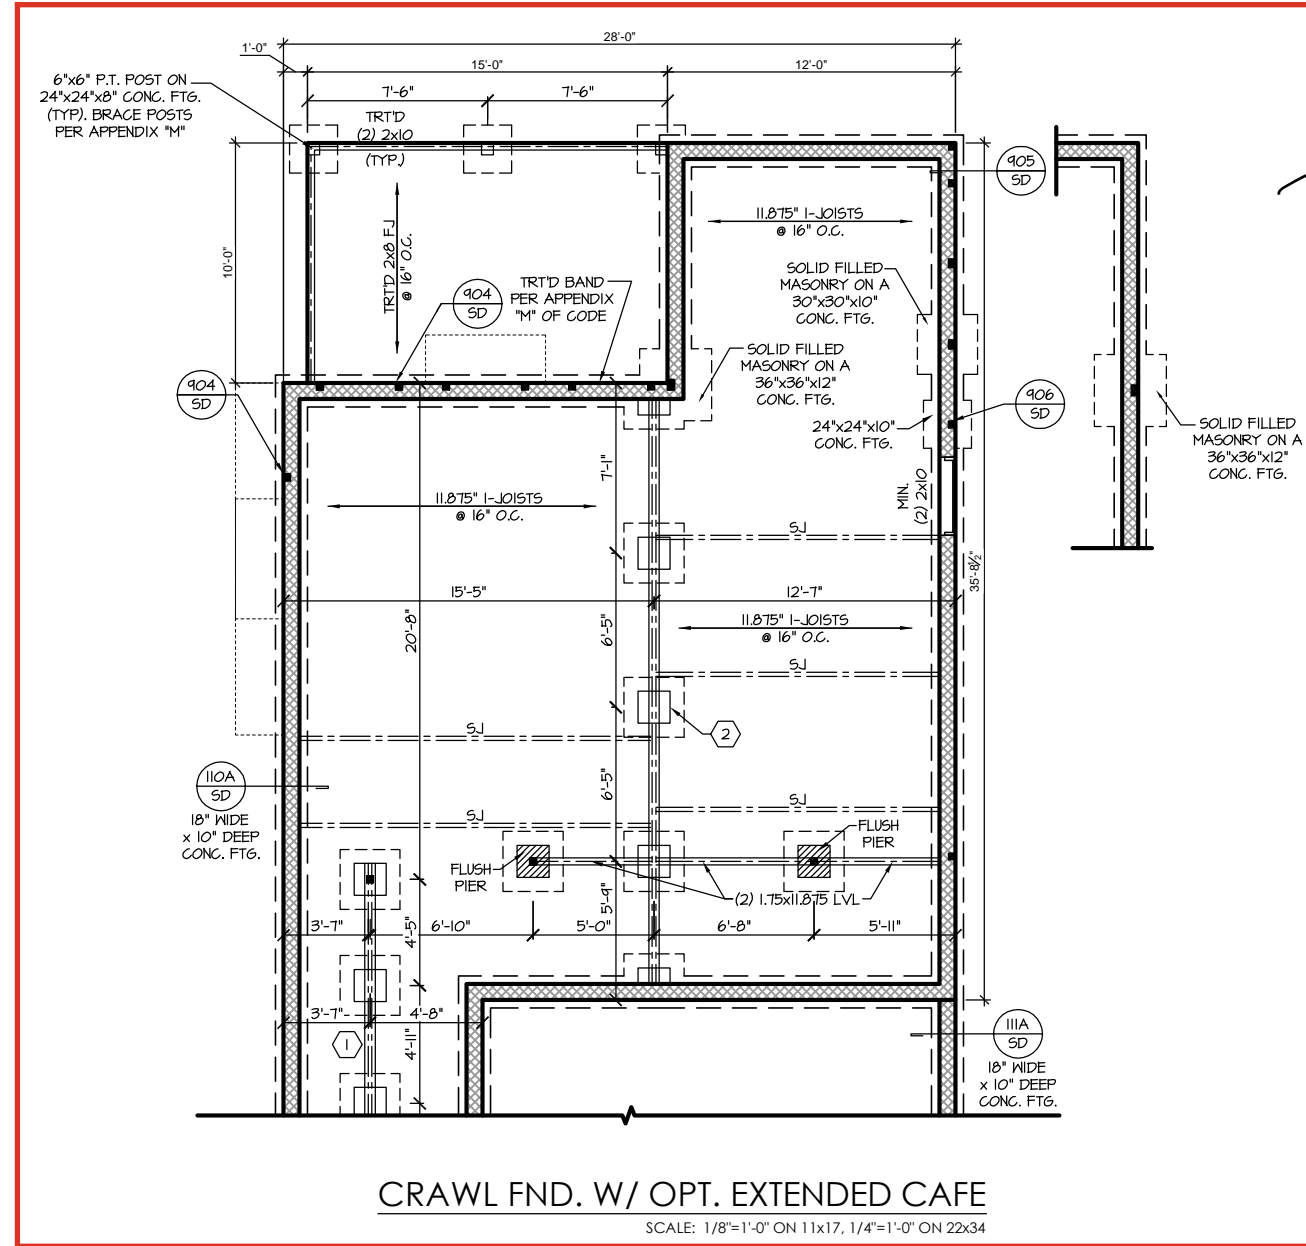 28'-0"
1'-0"
15'-0"
12'-0"
7'-6"
7'-6"
6"x6" P.T. POST ON
24"x24"x8" CONC. FTG.
(TYP). BRACE POSTS
PER APPENDIX "M"
TRT'D
(2) 2x10
(TYP.)
10'-0"
TRT'D 2x8 FJ
@ 16" O.C.
904
SD
TRT'D BAND
PER APPENDIX
"M" OF CODE
11.875" I-JOISTS
@ 16" O.C.
905
SD
SOLID FILLED
MASONRY ON A
30"x30"x10"
CONC. FTG.
SOLID FILLED
MASONRY ON A
36"x36"x12"
CONC. FTG.
904
SD
906
SD
24"x24"x10"
CONC. FTG.
SOLID FILLED
MASONRY ON A
36"x36"x12"
CONC. FTG.
7'-1"
MIN.
(2) 2x10
11.875" I-JOISTS
@ 16" O.C.
SJ
35'-8½"
15'-5"
12'-7"
20'-8"
6'-5"
11.875" I-JOISTS
@ 16" O.C.
SJ
SJ
2
6'-5"
110A
SD
18" WIDE
x 10" DEEP
CONC. FTG.
SJ
SJ
FLUSH
PIER
FLUSH
PIER
(2) 1.75x11.875 LVL
5'-9"
3'-7"
6'-10"
5'-0"
6'-8"
5'-11"
4'-5"
3'-7"
4'-8"
1
4'-11"
111A
SD
18" WIDE
x 10" DEEP
CONC. FTG.
CRAWL FND. W/ OPT. EXTENDED CAFE
SCALE: 1/8"=1'-0" ON 11x17, 1/4"=1'-0" ON 22x34